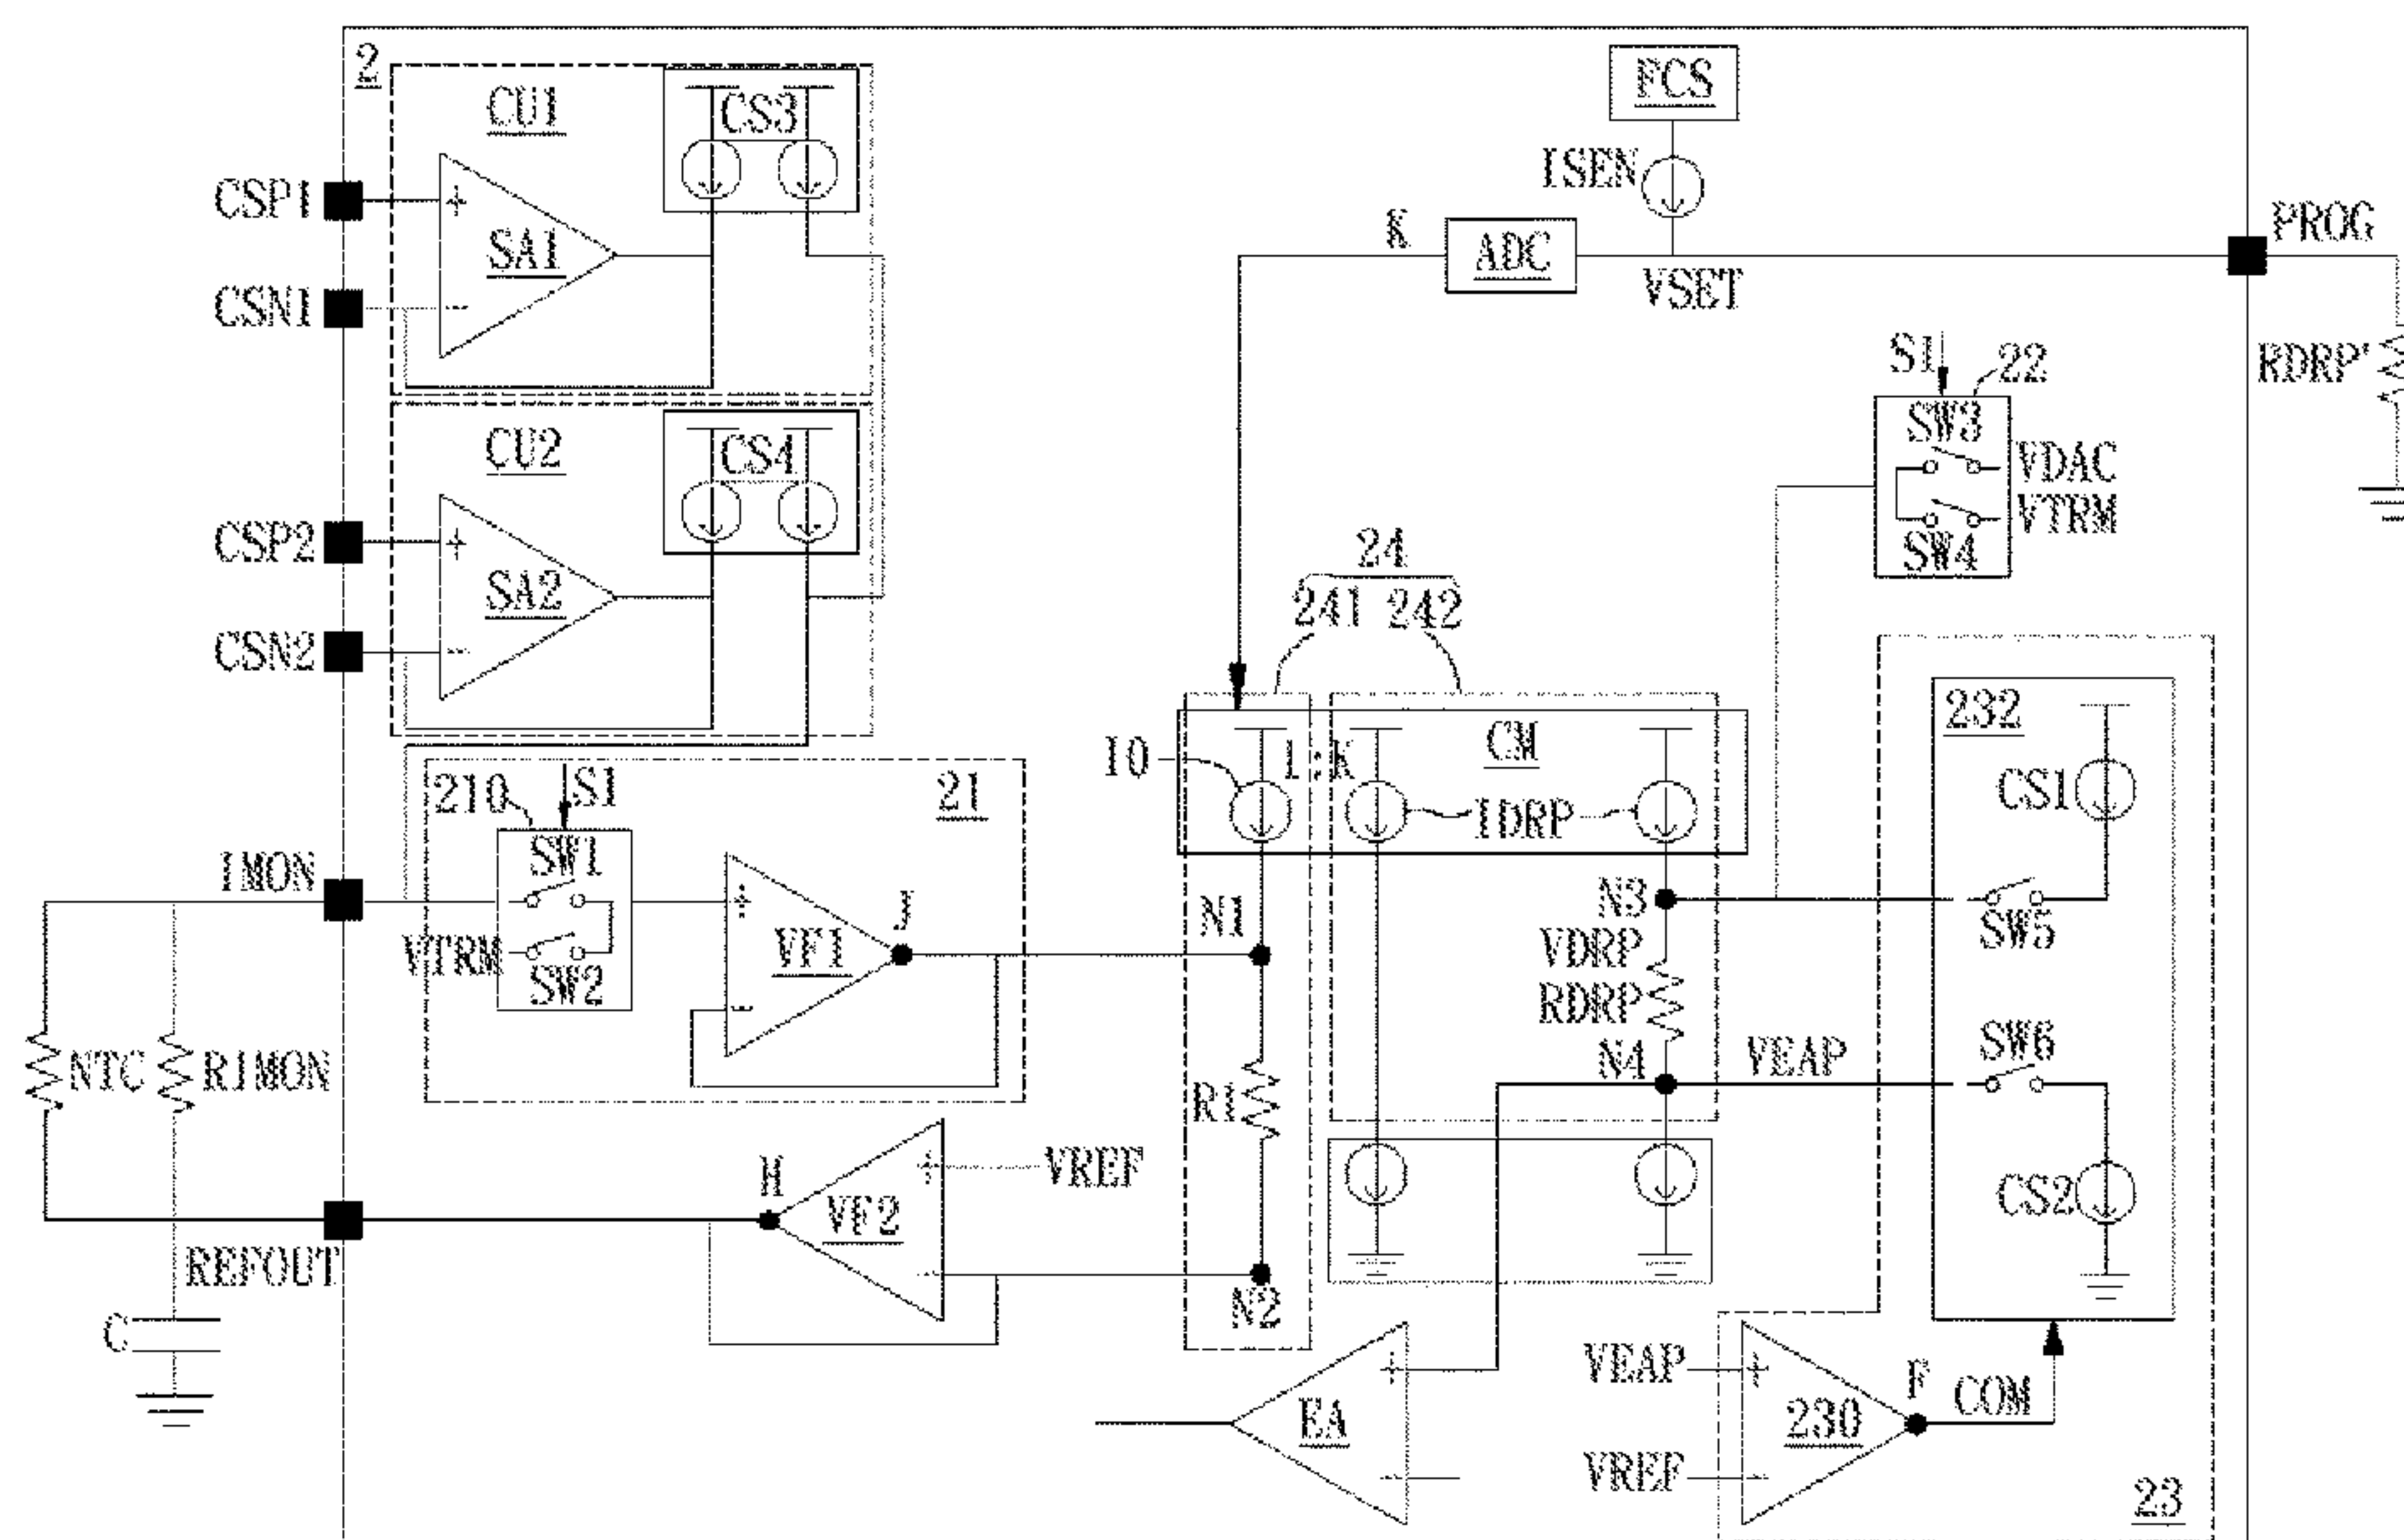 2
CU1
CS3
FCS
CSP1
SA1
ISEN
PROG
K
ADC
VSET
CSN1
S1
22
RDRP'
SW3
VDAC
VTRM
SW4
CU2
CS4
CSP2
SA2
CSN2
24
241 242
232
I0
1:K
CM
CS1
210
S1
21
IDRP
SW1
IMON
J
N1
N3
SW5
VTRM
SW2
VF1
VDRP
RDRP
NTC
RIMON
R1
N4
VEAP
SW6
H
VREF
VF2
CS2
REFOUT
N2
C
VEAP
F
COM
EA
230
VREF
23